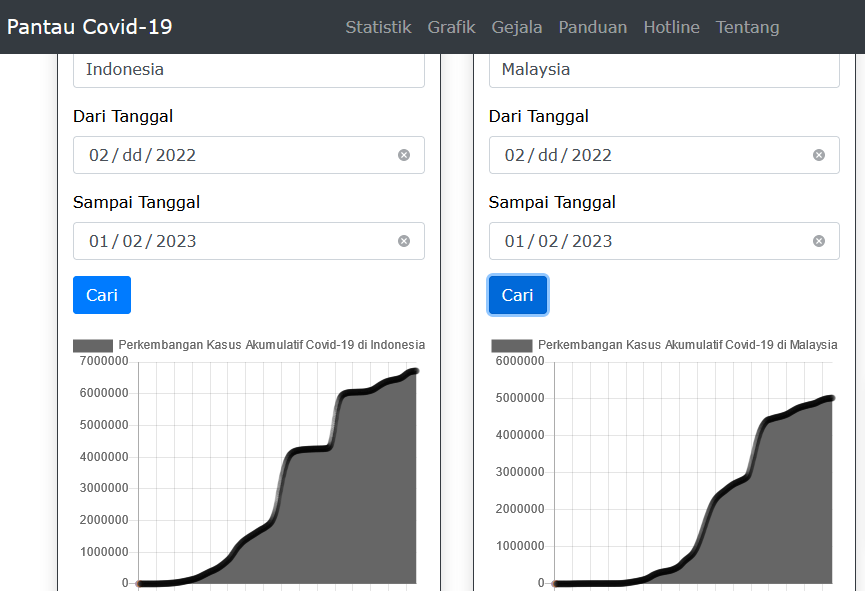 Pantau Covid-19 Statistik Grafik Gejala Panduan Hotline Tentang
Indonesia
Dari Tanggal
02/dd/2022
Sampai Tanggal
01/02/2023
Cari
Perkembangan Kasus Akumulatif Covid-19 di Indonesia
7000000
6000000
5000000
4000000
3000000
2000000
1000000
0
Malaysia
Dari Tanggal
02/dd/2022
Sampai Tanggal
01/02/2023
Cari
Perkembangan Kasus Akumulatif Covid-19 di Malaysia
6000000
5000000
4000000
3000000
2000000
1000000
0